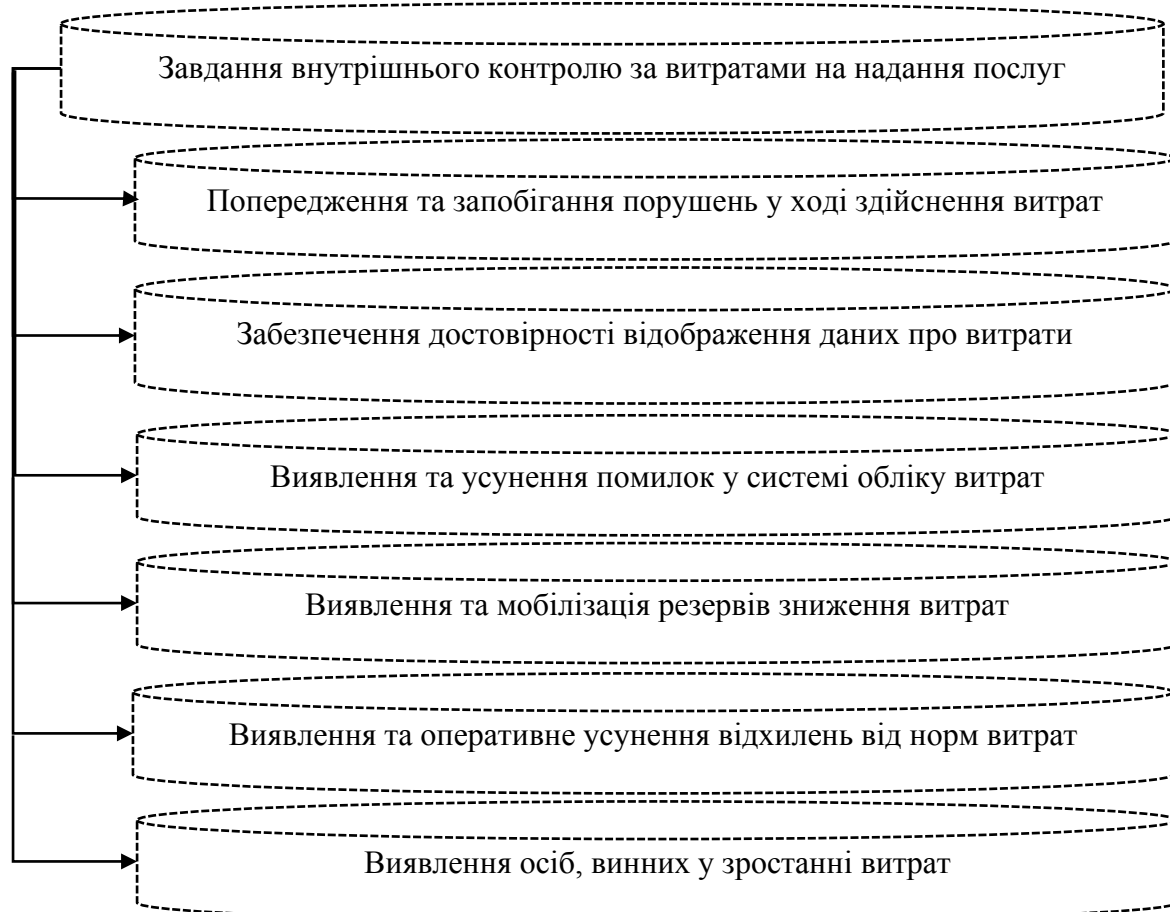 Завдання внутрішнього контролю за витратами на надання послуг
Попередження та запобігання порушень у ході здійснення витрат
Забезпечення достовірності відображення даних про витрати
Виявлення та усунення помилок у системі обліку витрат
Виявлення та мобілізація резервів зниження витрат
Виявлення та оперативне усунення відхилень від норм витрат
Виявлення осіб, винних у зростанні витрат